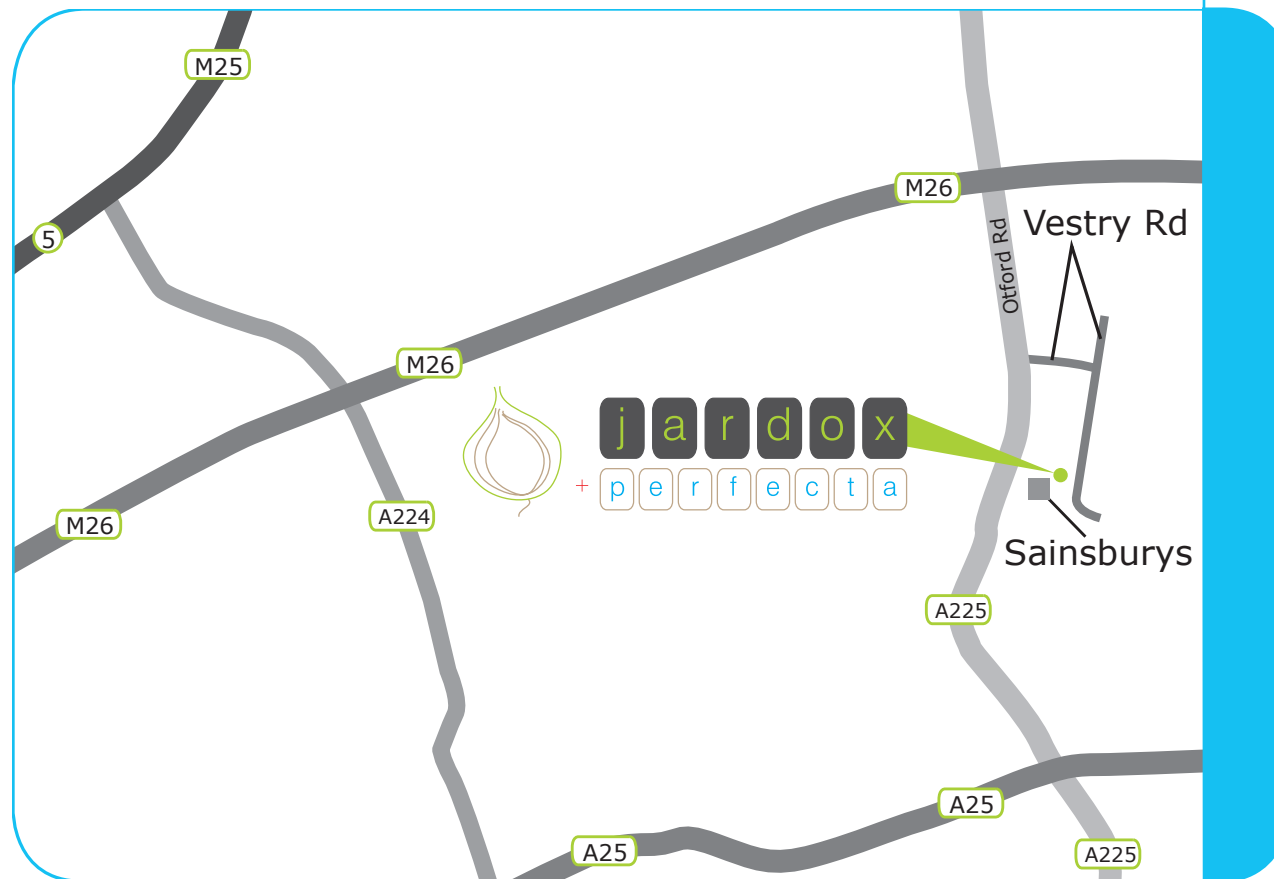 M25
M26
Vestry Rd
5
Otford Rd
M26
jardox
+ perfecta
M26
A224
Sainsburys
A225
A25
A25
A225